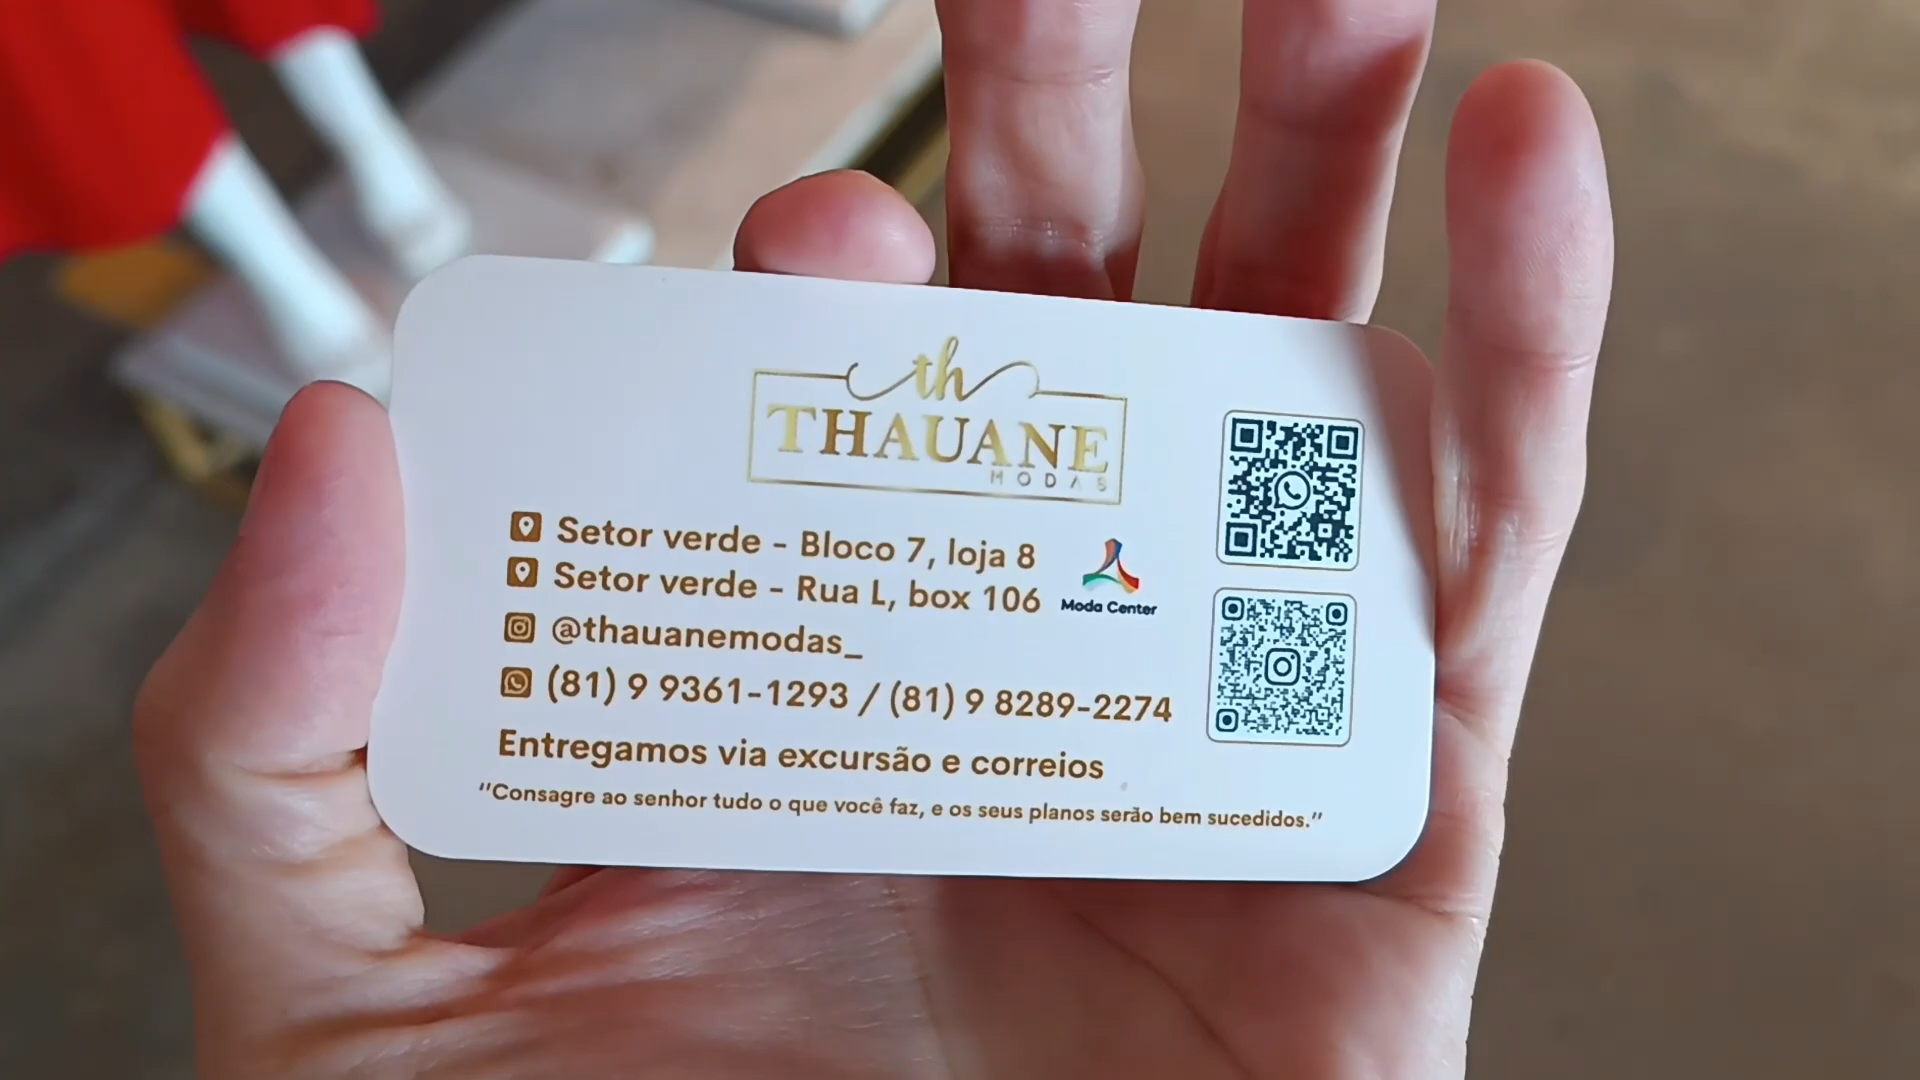 th
THAUANE
MODAS
Setor verde - Bloco 7, loja 8
Setor verde - Rua L, box 106
Moda Center
@thauanemodas_
(81) 9 9361-1293 / (81) 9 8289-2274
Entregamos via excursão e correios
"Consagre ao senhor tudo o que você faz, e os seus planos serão bem sucedidos."